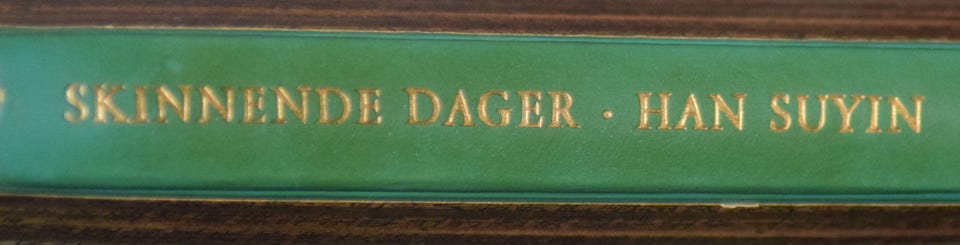 SKINNENDE DAGER · HAN SUYIN